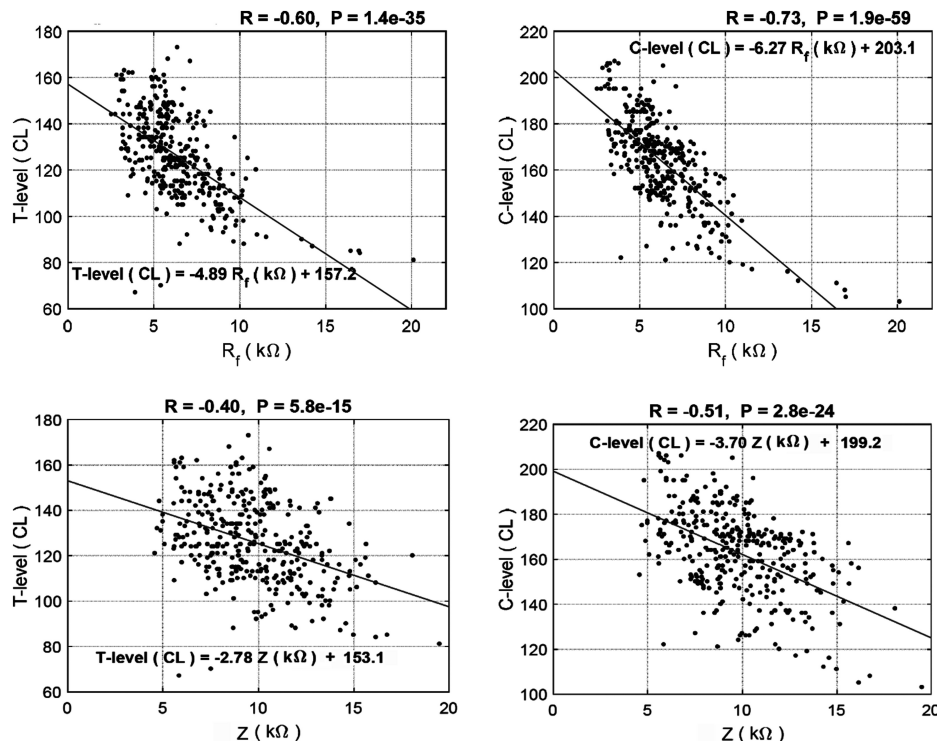 R = -0.60, P = 1.4e-35
180
160
140
120
100
80
60
T-level ( CL )
T-level ( CL ) = -4.89 R_f ( kΩ ) + 157.2
0 5 10 15 20
R_f ( kΩ )
R = -0.73, P = 1.9e-59
220
200
180
160
140
120
100
C-level ( CL )
C-level ( CL ) = -6.27 R_f ( kΩ ) + 203.1
0 5 10 15 20
R_f ( kΩ )
R = -0.40, P = 5.8e-15
180
160
140
120
100
80
60
T-level ( CL )
T-level ( CL ) = -2.78 Z ( kΩ ) + 153.1
0 5 10 15 20
Z ( kΩ )
R = -0.51, P = 2.8e-24
220
200
180
160
140
120
100
C-level ( CL )
C-level ( CL ) = -3.70 Z ( kΩ ) + 199.2
0 5 10 15 20
Z ( kΩ )